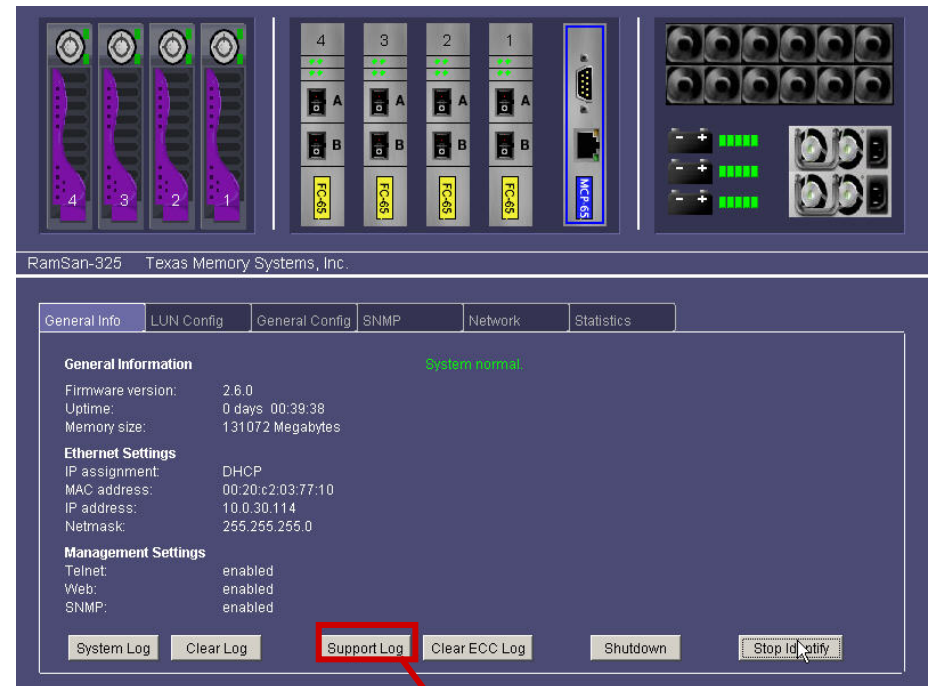 4 3 2 1
4 3 2 1
A A A A
B B B B
FC-65 FC-65 FC-65 FC-65 MCP-65
RamSan-325 Texas Memory Systems, Inc.
General Info LUN Config General Config SNMP Network Statistics
General Information System normal.
Firmware version: 2.6.0
Uptime: 0 days 00:39:38
Memory size: 131072 Megabytes
Ethernet Settings
IP assignment: DHCP
MAC address: 00:20:c2:03:77:10
IP address: 10.0.30.114
Netmask: 255.255.255.0
Management Settings
Telnet: enabled
Web: enabled
SNMP: enabled
System Log Clear Log Support Log Clear ECC Log Shutdown Stop Identify